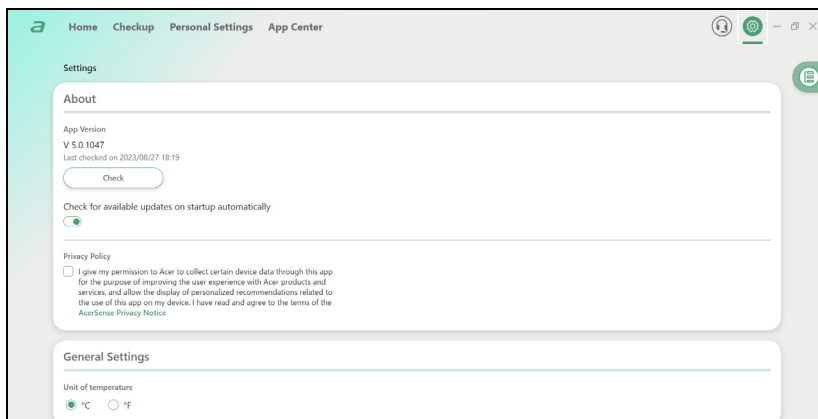 a Home Checkup Personal Settings App Center
Settings
About
App Version
V 5.0.1047
Last checked on 2023/08/27 18:19
Check
Check for available updates on startup automatically
Privacy Policy
I give my permission to Acer to collect certain device data through this app
for the purpose of improving the user experience with Acer products and
services, and allow the display of personalized recommendations related to
the use of this app on my device. I have read and agree to the terms of the
AcerSense Privacy Notice
General Settings
Unit of temperature
°C °F